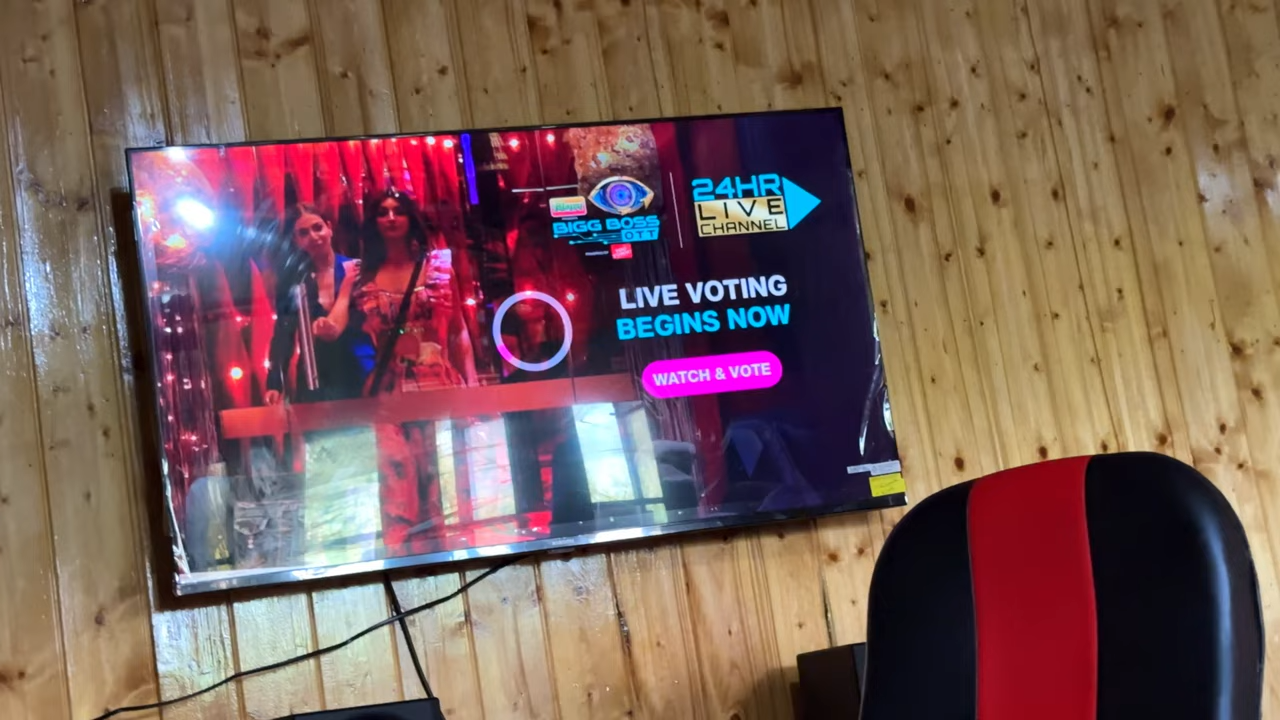 BIGG BOSS
OTT
24HR
LIVE
CHANNEL
LIVE VOTING
BEGINS NOW
WATCH & VOTE